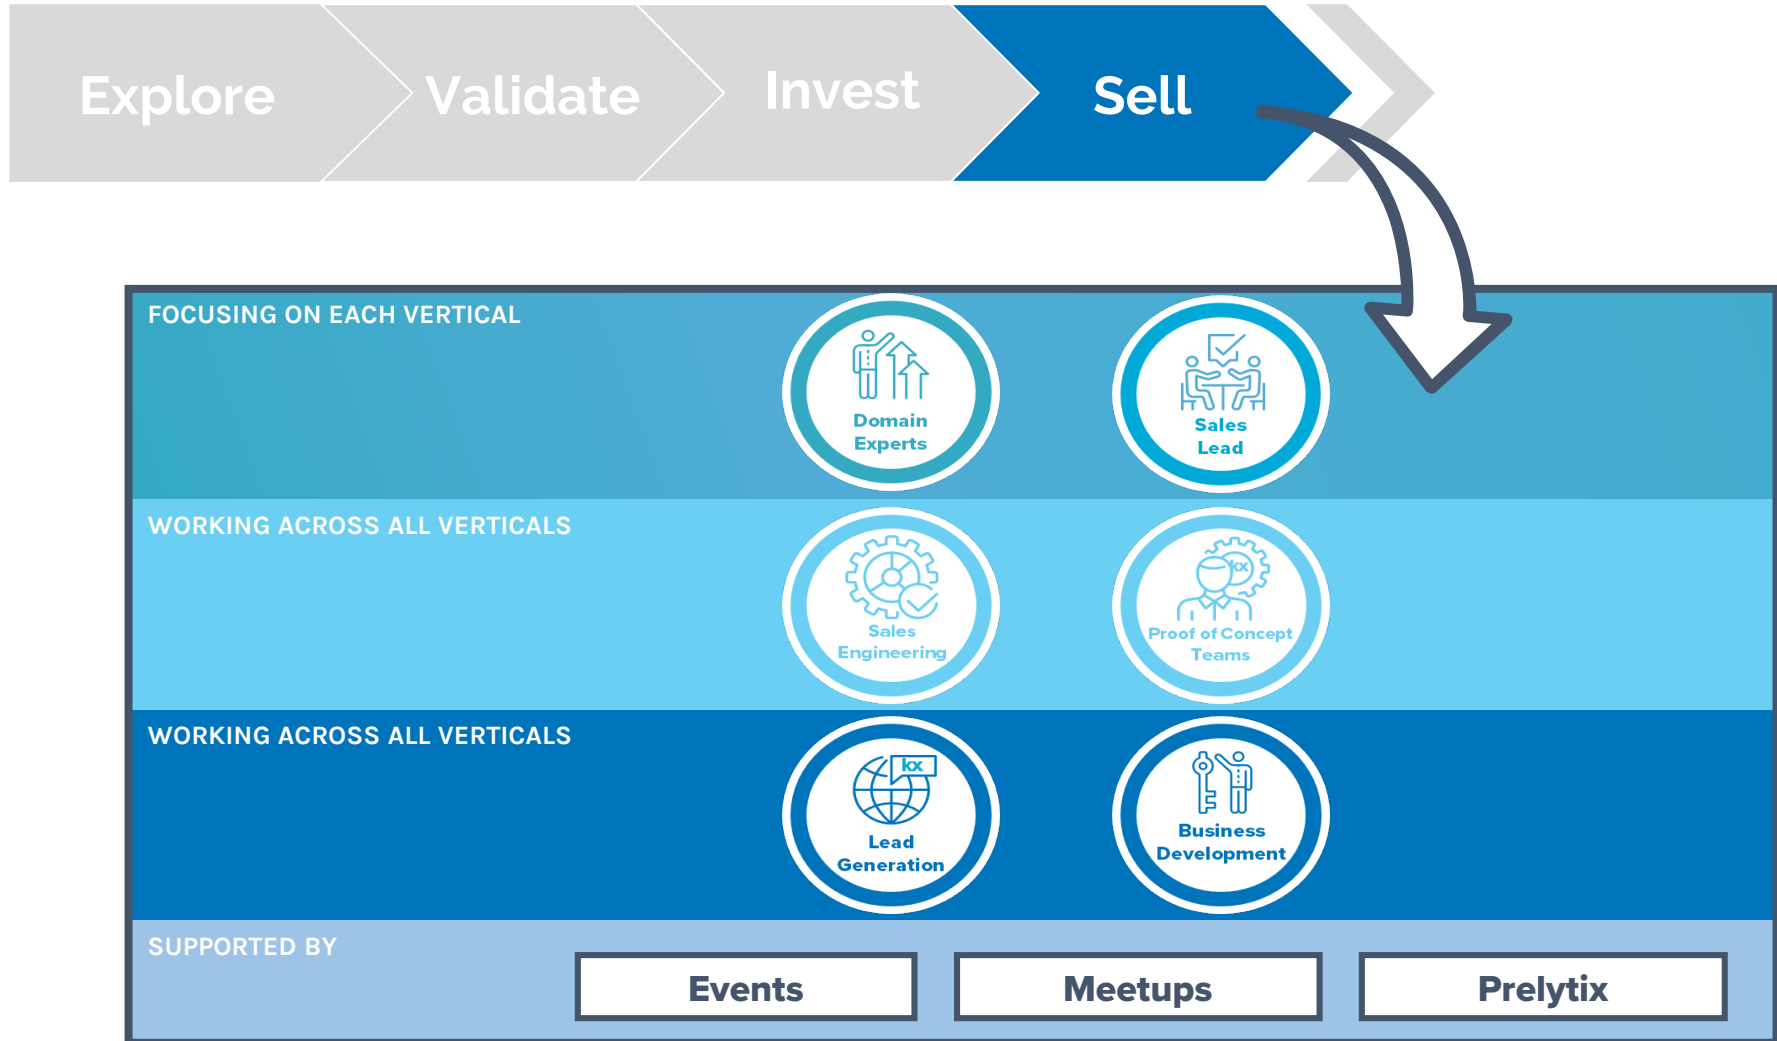 Explore
Validate
Invest
Sell
FOCUSING ON EACH VERTICAL
Domain
Experts
Sales
Lead
WORKING ACROSS ALL VERTICALS
Sales
Engineering
kx
Proof of Concept
Teams
WORKING ACROSS ALL VERTICALS
kx
Lead
Generation
Business
Development
SUPPORTED BY
Events
Meetups
Prelytix